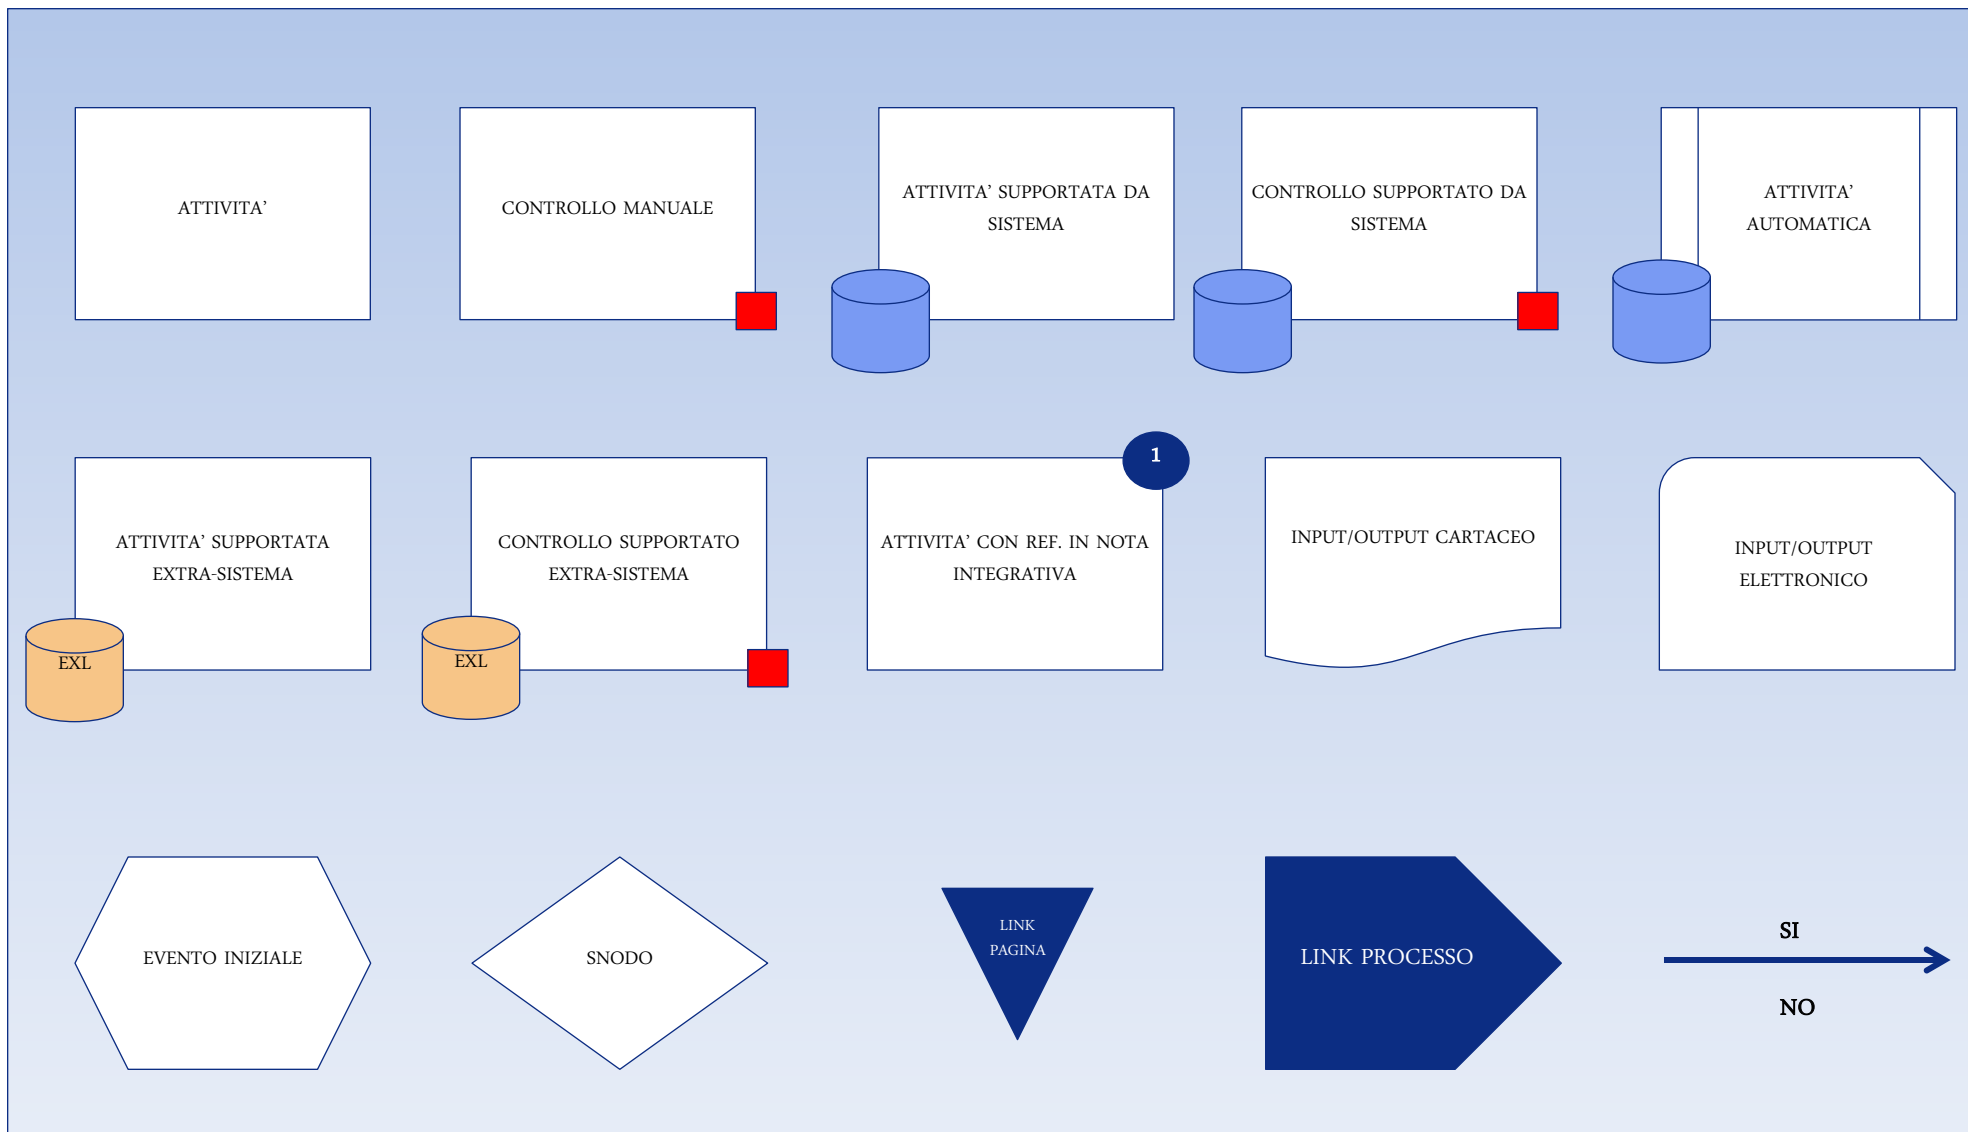 ATTIVITA’
CONTROLLO MANUALE
ATTIVITA’ SUPPORTATA DA
SISTEMA
CONTROLLO SUPPORTATO DA
SISTEMA
ATTIVITA’
AUTOMATICA
ATTIVITA’ SUPPORTATA
EXTRA-SISTEMA
EXL
CONTROLLO SUPPORTATO
EXTRA-SISTEMA
EXL
1
ATTIVITA’ CON REF. IN NOTA
INTEGRATIVA
INPUT/OUTPUT CARTACEO
INPUT/OUTPUT
ELETTRONICO
EVENTO INIZIALE
SNODO
LINK
PAGINA
LINK PROCESSO
SI
NO